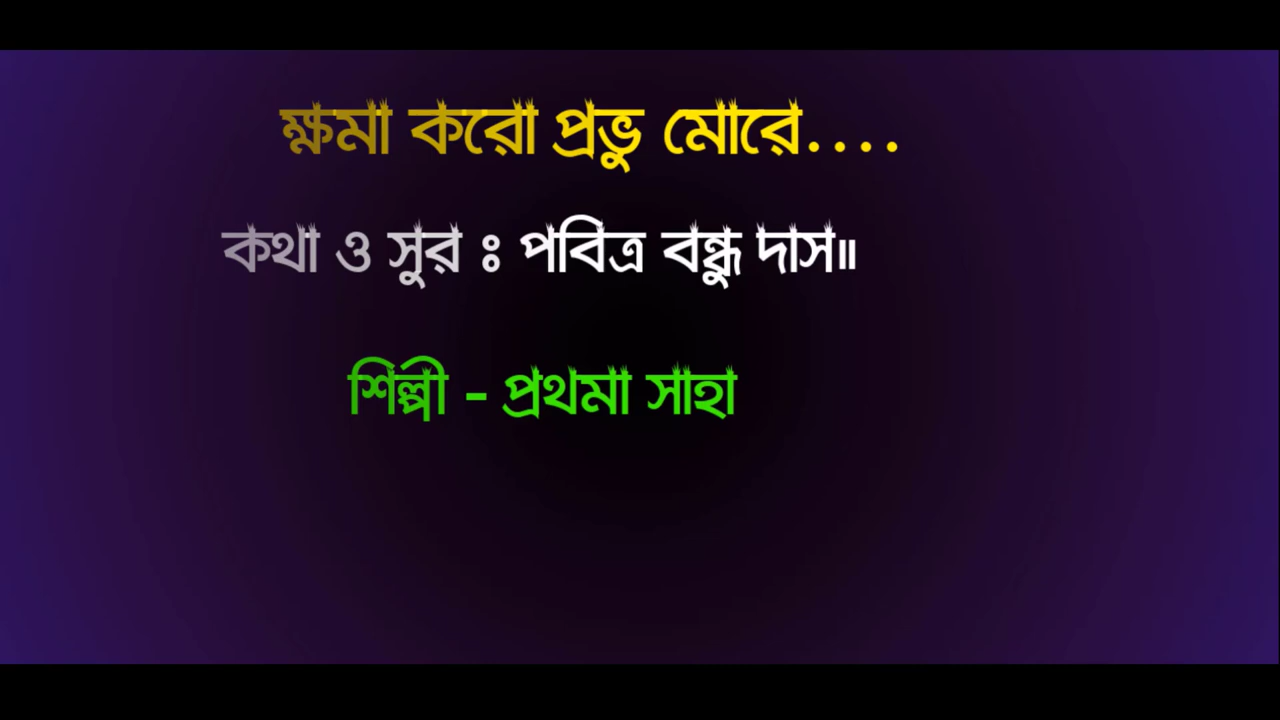 ক্ষমা করো প্রভু মোরে....
কথা ও সুর ঃ পবিত্র বন্ধু দাস॥
শিল্পী - প্রথমা সাহা